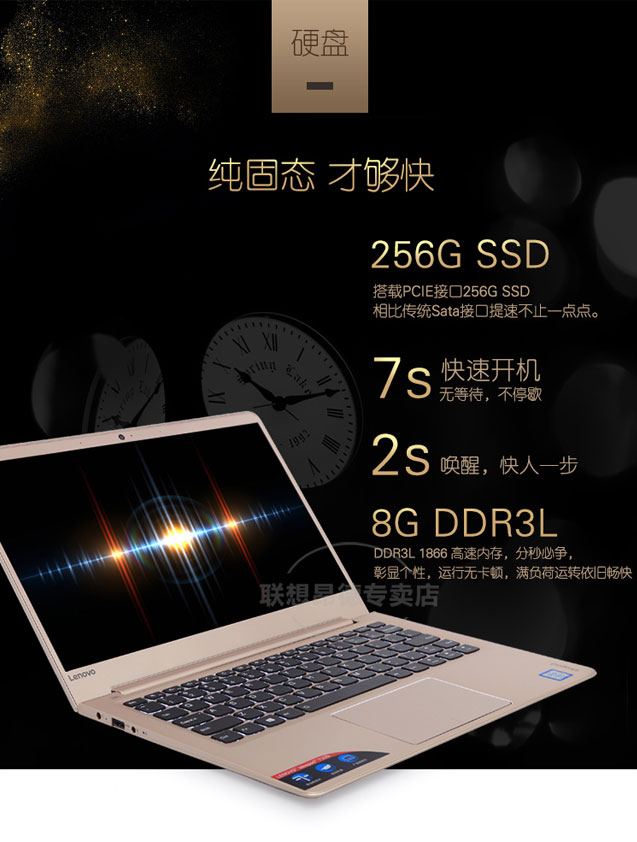 硬盘
纯固态 才够快
256G SSD
搭载PCIE接口256G SSD
相比传统Sata接口提速不止一点点。
7s 快速开机
无等待，不停歇
2s 唤醒，快人一步
8G DDR3L
DDR3L 1866 高速内存，分秒必争，
彰显个性，运行无卡顿，满负荷运转依旧畅快
联想昂徳专卖店
Lenovo